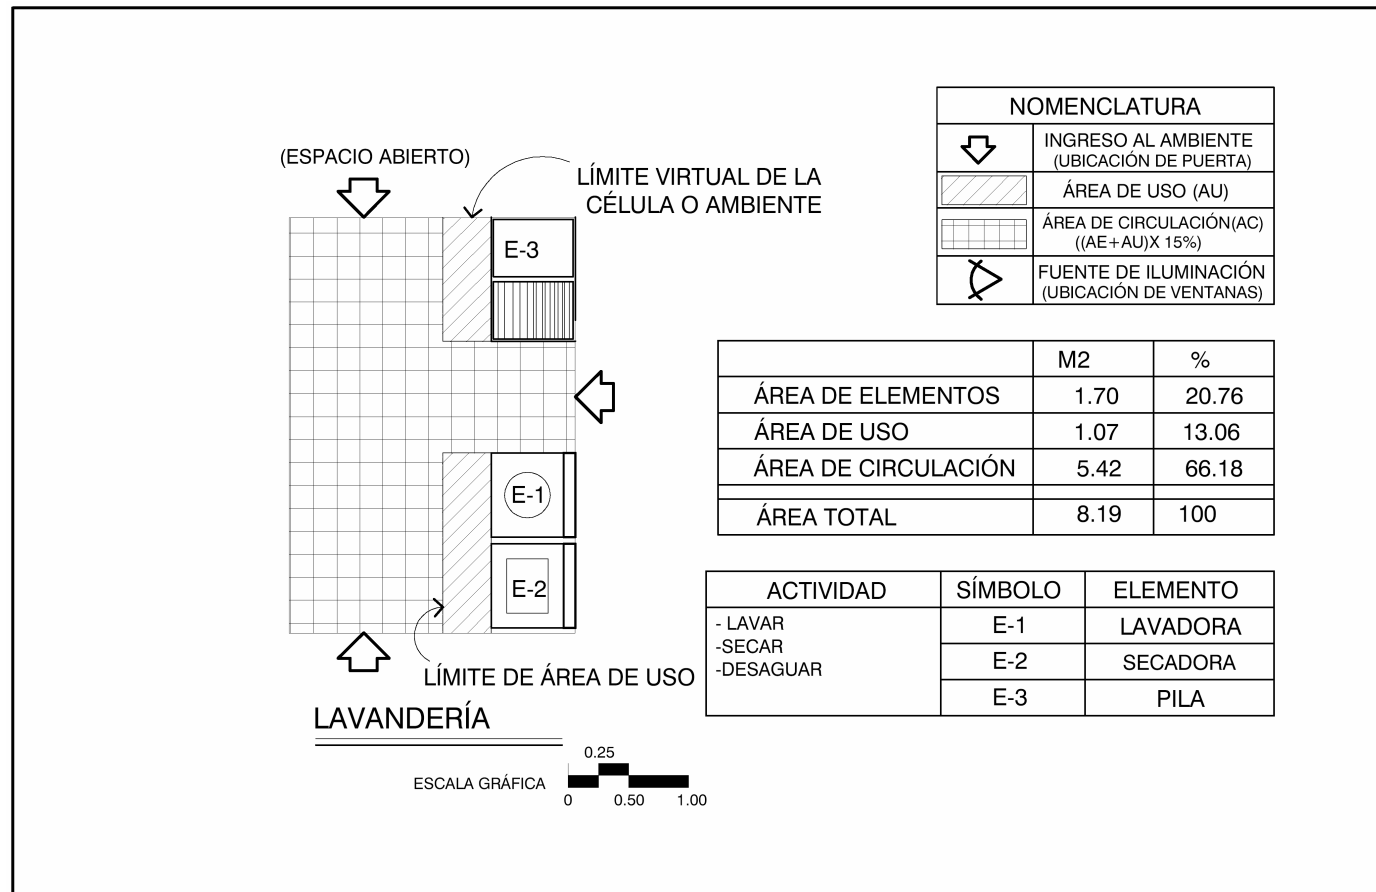 (ESPACIO ABIERTO)
LÍMITE VIRTUAL DE LA
CÉLULA O AMBIENTE
E-3
E-1
E-2
LÍMITE DE ÁREA DE USO
LAVANDERÍA
ESCALA GRÁFICA
0.25
0 0.50 1.00
NOMENCLATURA
INGRESO AL AMBIENTE
(UBICACIÓN DE PUERTA)
ÁREA DE USO (AU)
ÁREA DE CIRCULACIÓN(AC)
((AE+AU)X 15%)
FUENTE DE ILUMINACIÓN
(UBICACIÓN DE VENTANAS)
M2 %
ÁREA DE ELEMENTOS 1.70 20.76
ÁREA DE USO 1.07 13.06
ÁREA DE CIRCULACIÓN 5.42 66.18
ÁREA TOTAL 8.19 100
ACTIVIDAD SÍMBOLO ELEMENTO
- LAVAR
-SECAR
-DESAGUAR
E-1 LAVADORA
E-2 SECADORA
E-3 PILA